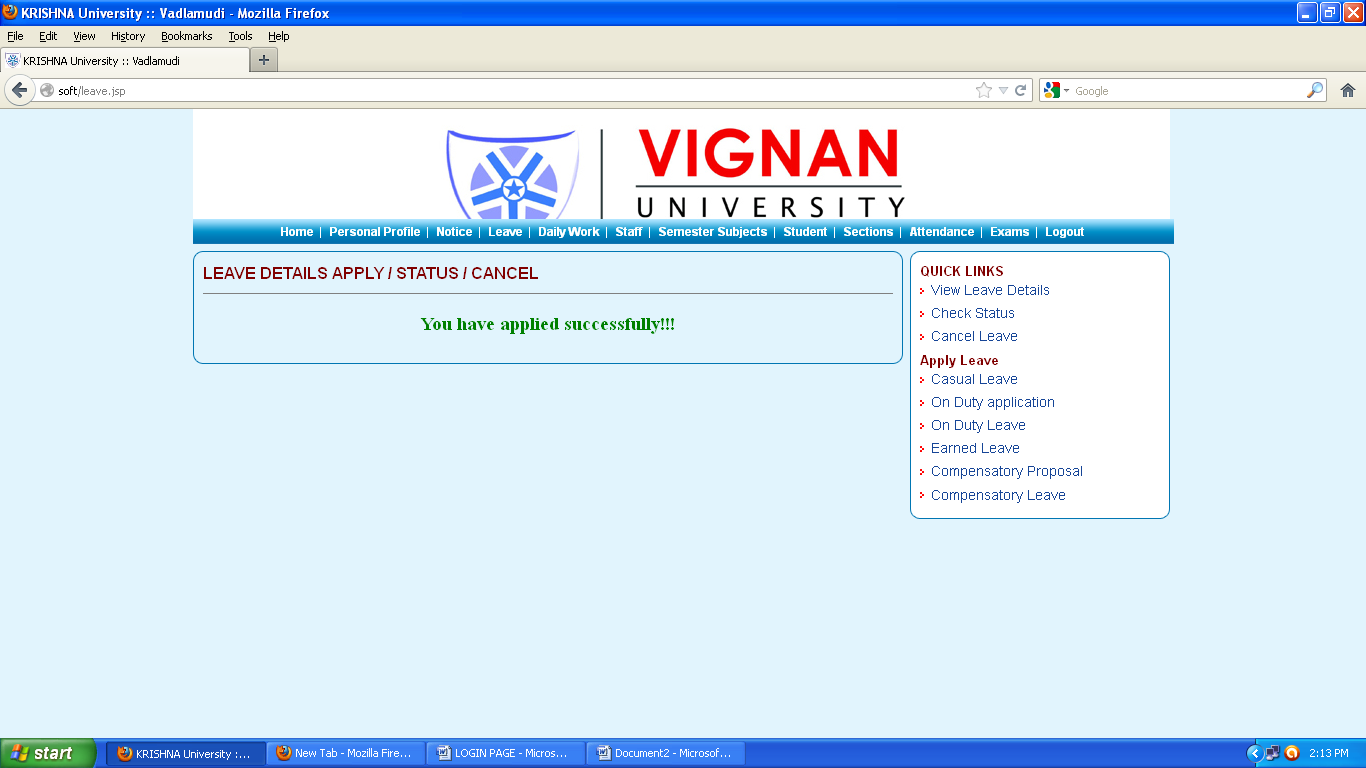 KRISHNA University :: Vadlamudi - Mozilla Firefox
File Edit View History Bookmarks Tools Help
KRISHNA University :: Vadlamudi
soft/leave.jsp
Google
VIGNAN
UNIVERSITY
Home | Personal Profile | Notice | Leave | Daily Work | Staff | Semester Subjects | Student | Sections | Attendance | Exams | Logout
LEAVE DETAILS APPLY / STATUS / CANCEL
You have applied successfully!!!
QUICK LINKS
View Leave Details
Check Status
Cancel Leave
Apply Leave
Casual Leave
On Duty application
On Duty Leave
Earned Leave
Compensatory Proposal
Compensatory Leave
start KRISHNA University :... New Tab - Mozilla Fire... LOGIN PAGE - Micros... Document2 - Microsof... 2:13 PM